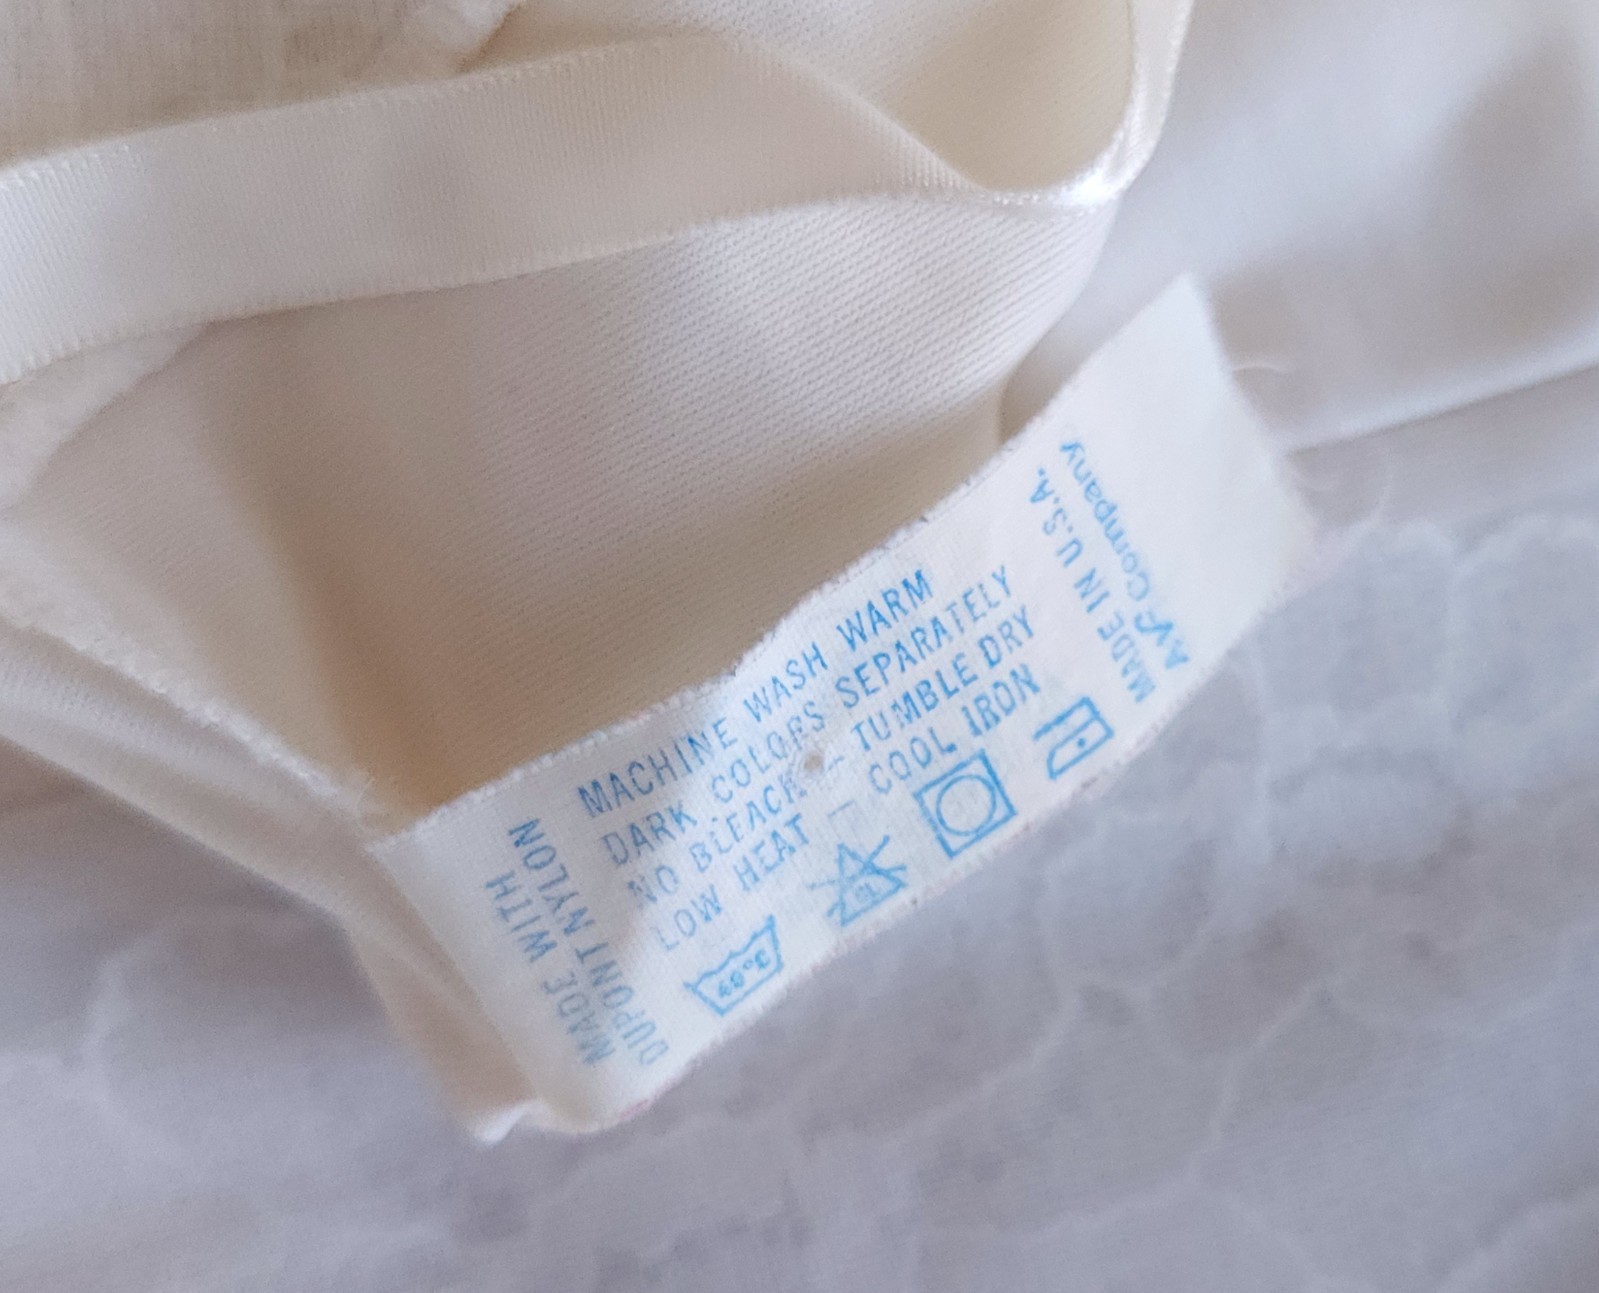 MADE WITH
DUPONT NYLON
MACHINE WASH WARM
DARK COLORS SEPARATELY
NO BLEACH – TUMBLE DRY
LOW HEAT – COOL IRON
40°C
MADE IN U.S.A.
Company